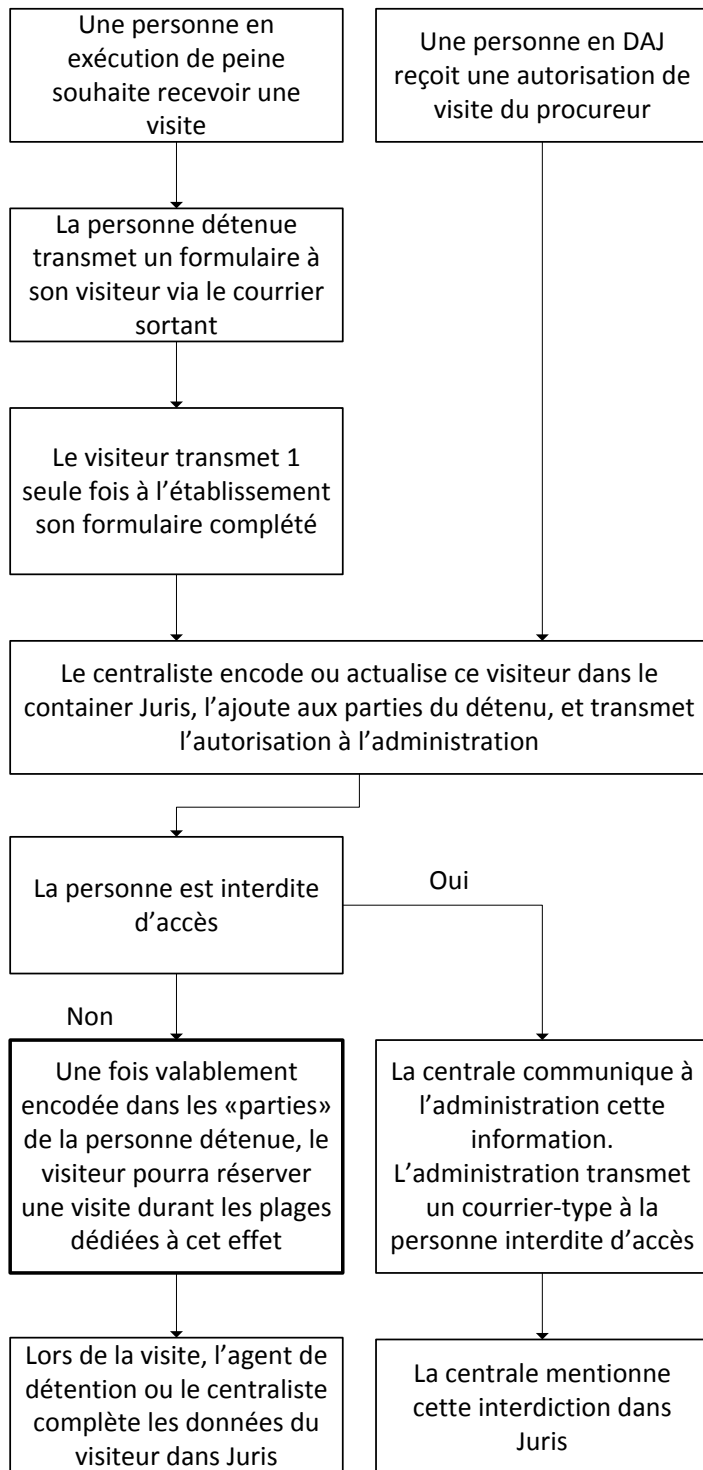 Une personne en
exécution de peine
souhaite recevoir une
visite
Une personne en DAJ
reçoit une autorisation de
visite du procureur
La personne détenue
transmet un formulaire à
son visiteur via le courrier
sortant
Le visiteur transmet 1
seule fois à l’établissement
son formulaire complété
Le centraliste encode ou actualise ce visiteur dans le
container Juris, l’ajoute aux parties du détenu, et transmet
l’autorisation à l’administration
La personne est interdite
d’accès
Oui
Non
Une fois valablement
encodée dans les «parties»
de la personne détenue, le
visiteur pourra réserver
une visite durant les plages
dédiées à cet effet
La centrale communique à
l’administration cette
information.
L’administration transmet
un courrier-type à la
personne interdite d’accès
Lors de la visite, l’agent de
détention ou le centraliste
complète les données du
visiteur dans Juris
La centrale mentionne
cette interdiction dans
Juris